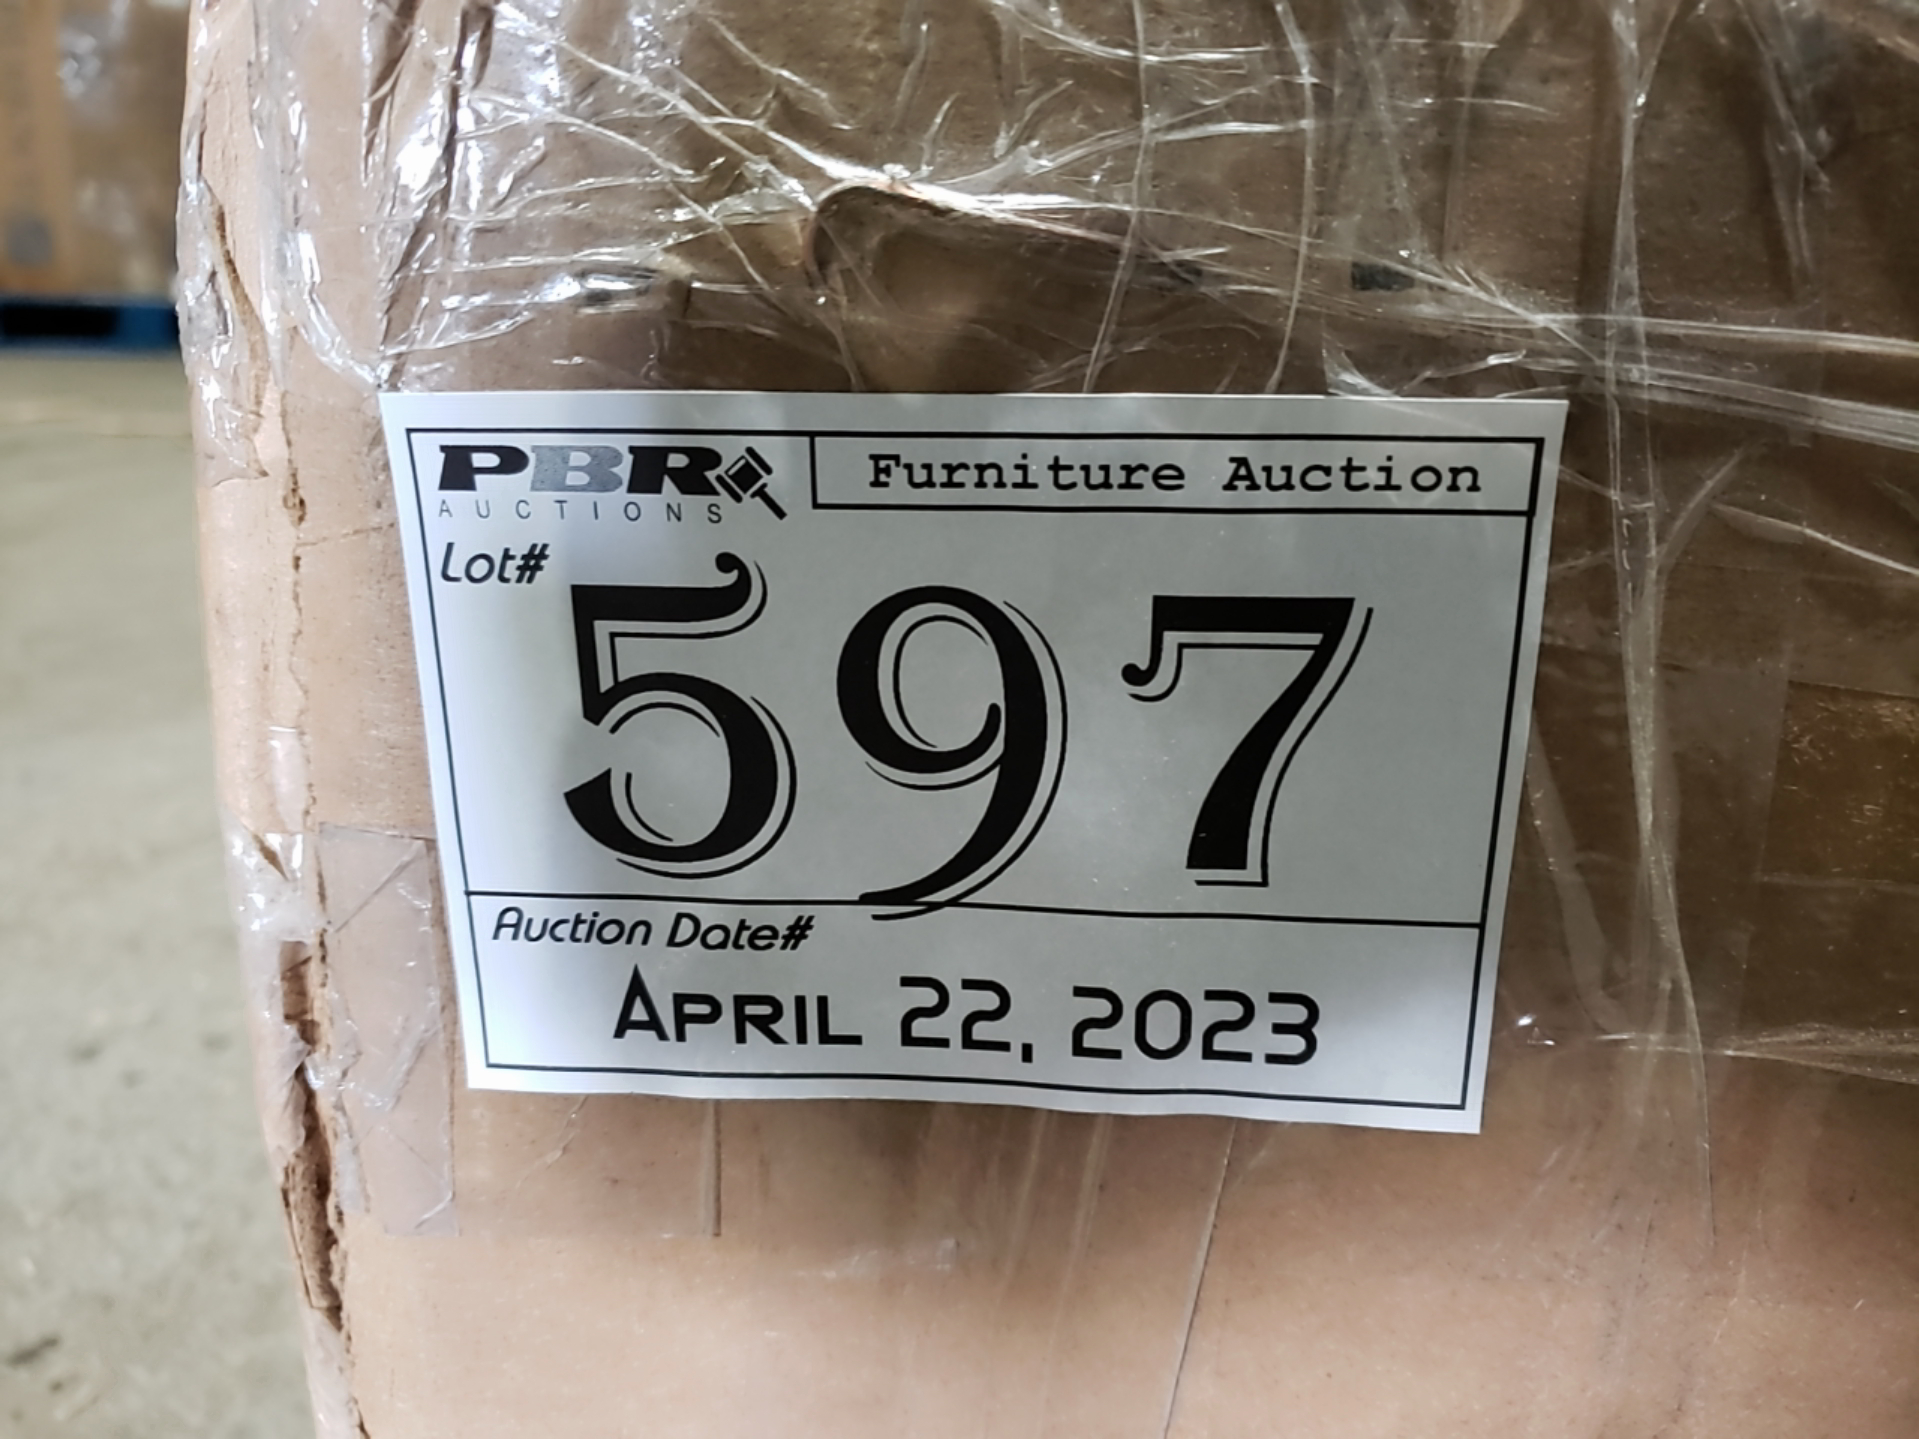 PBR
AUCTIONS
Furniture Auction
Lot#
597
Auction Date#
April 22, 2023